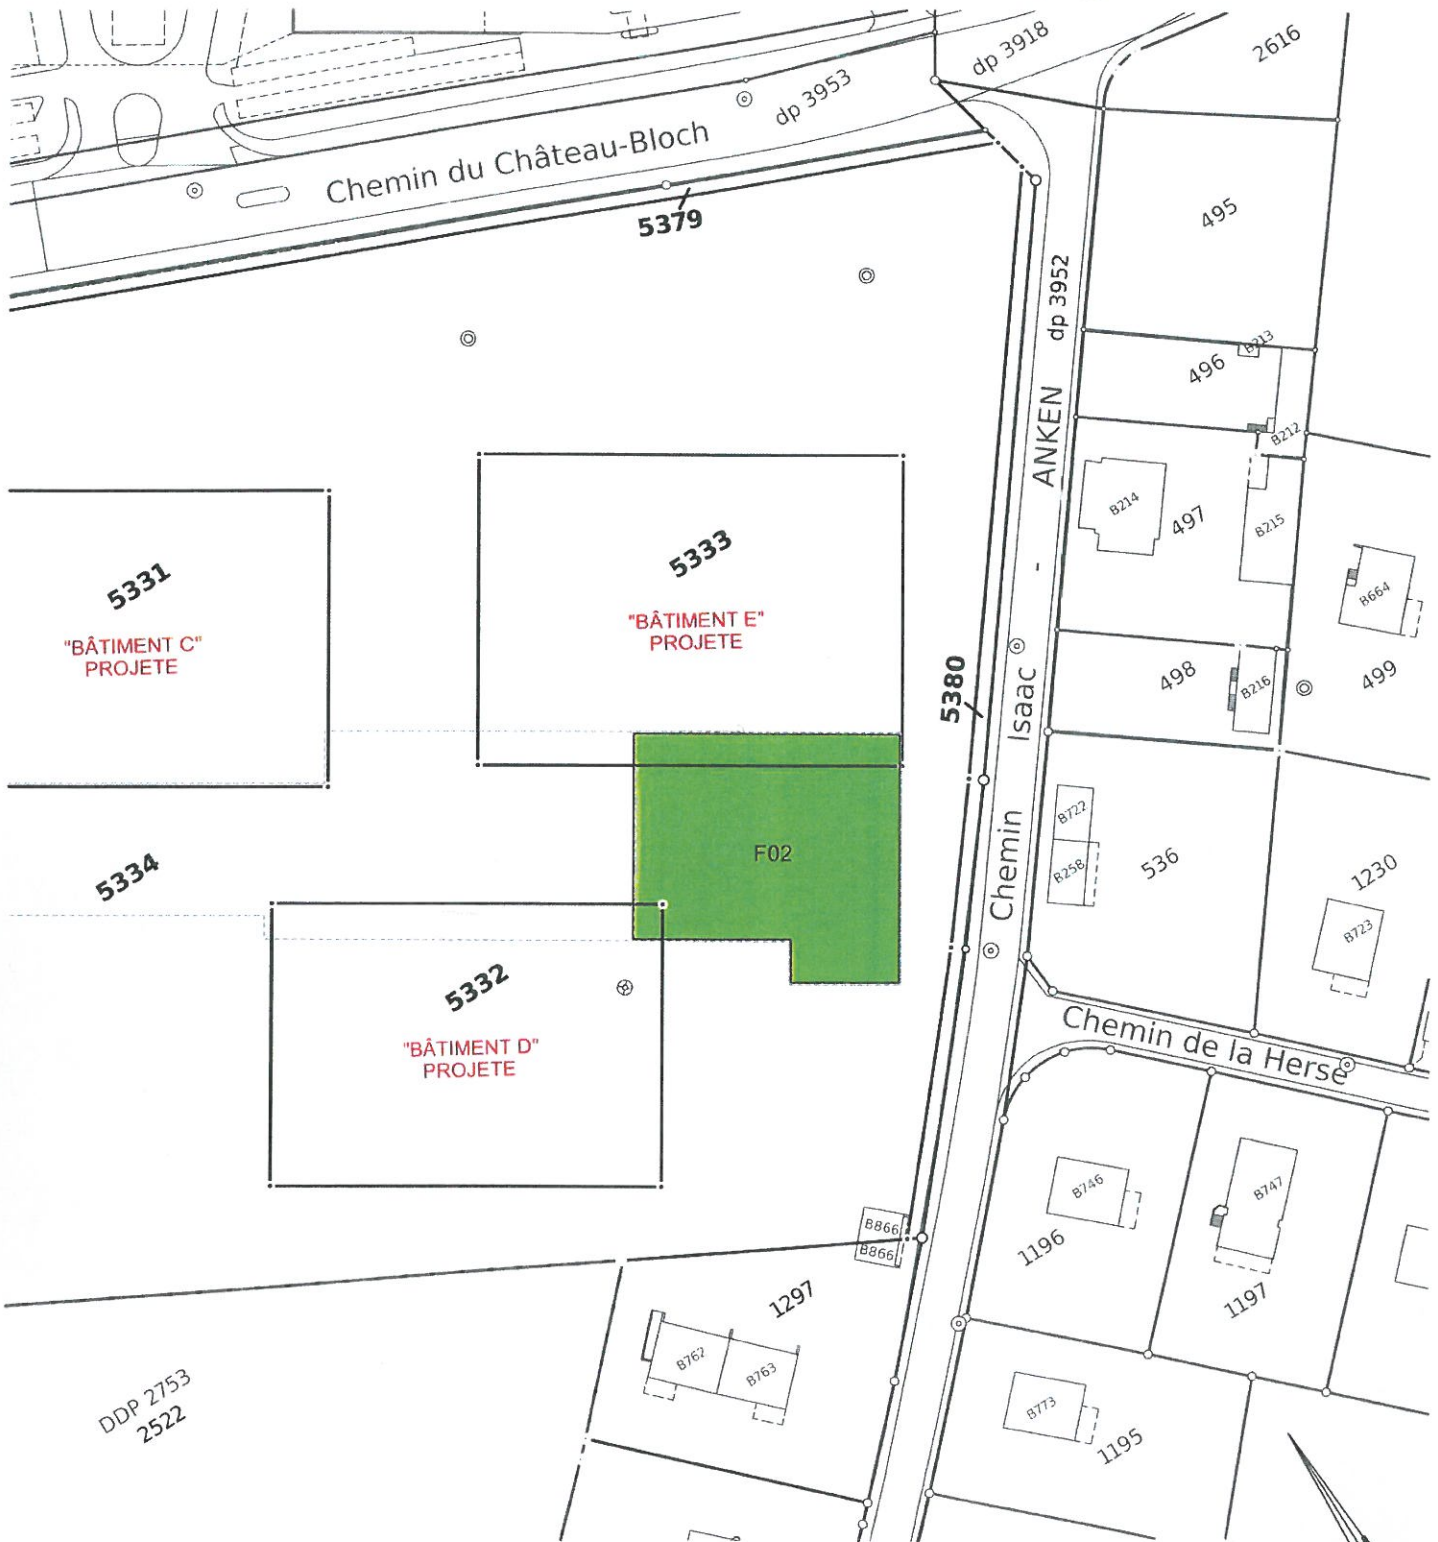 dp 3918
2616
dp 3953
Chemin du Château-Bloch
5379
495
dp 3952
B213
496
B212
ANKEN
B214
497
B215
5331
"BÂTIMENT C"
PROJETE
5333
"BÂTIMENT E"
PROJETE
-
B664
5380
Isaac
498
B216
499
Chemin
B722
B258
536
1230
F02
5334
B723
5332
"BÂTIMENT D"
PROJETE
Chemin de la Herse
B746
B747
B866
B866
1196
1197
1297
B762
B763
DDP 2753
2522
B773
1195